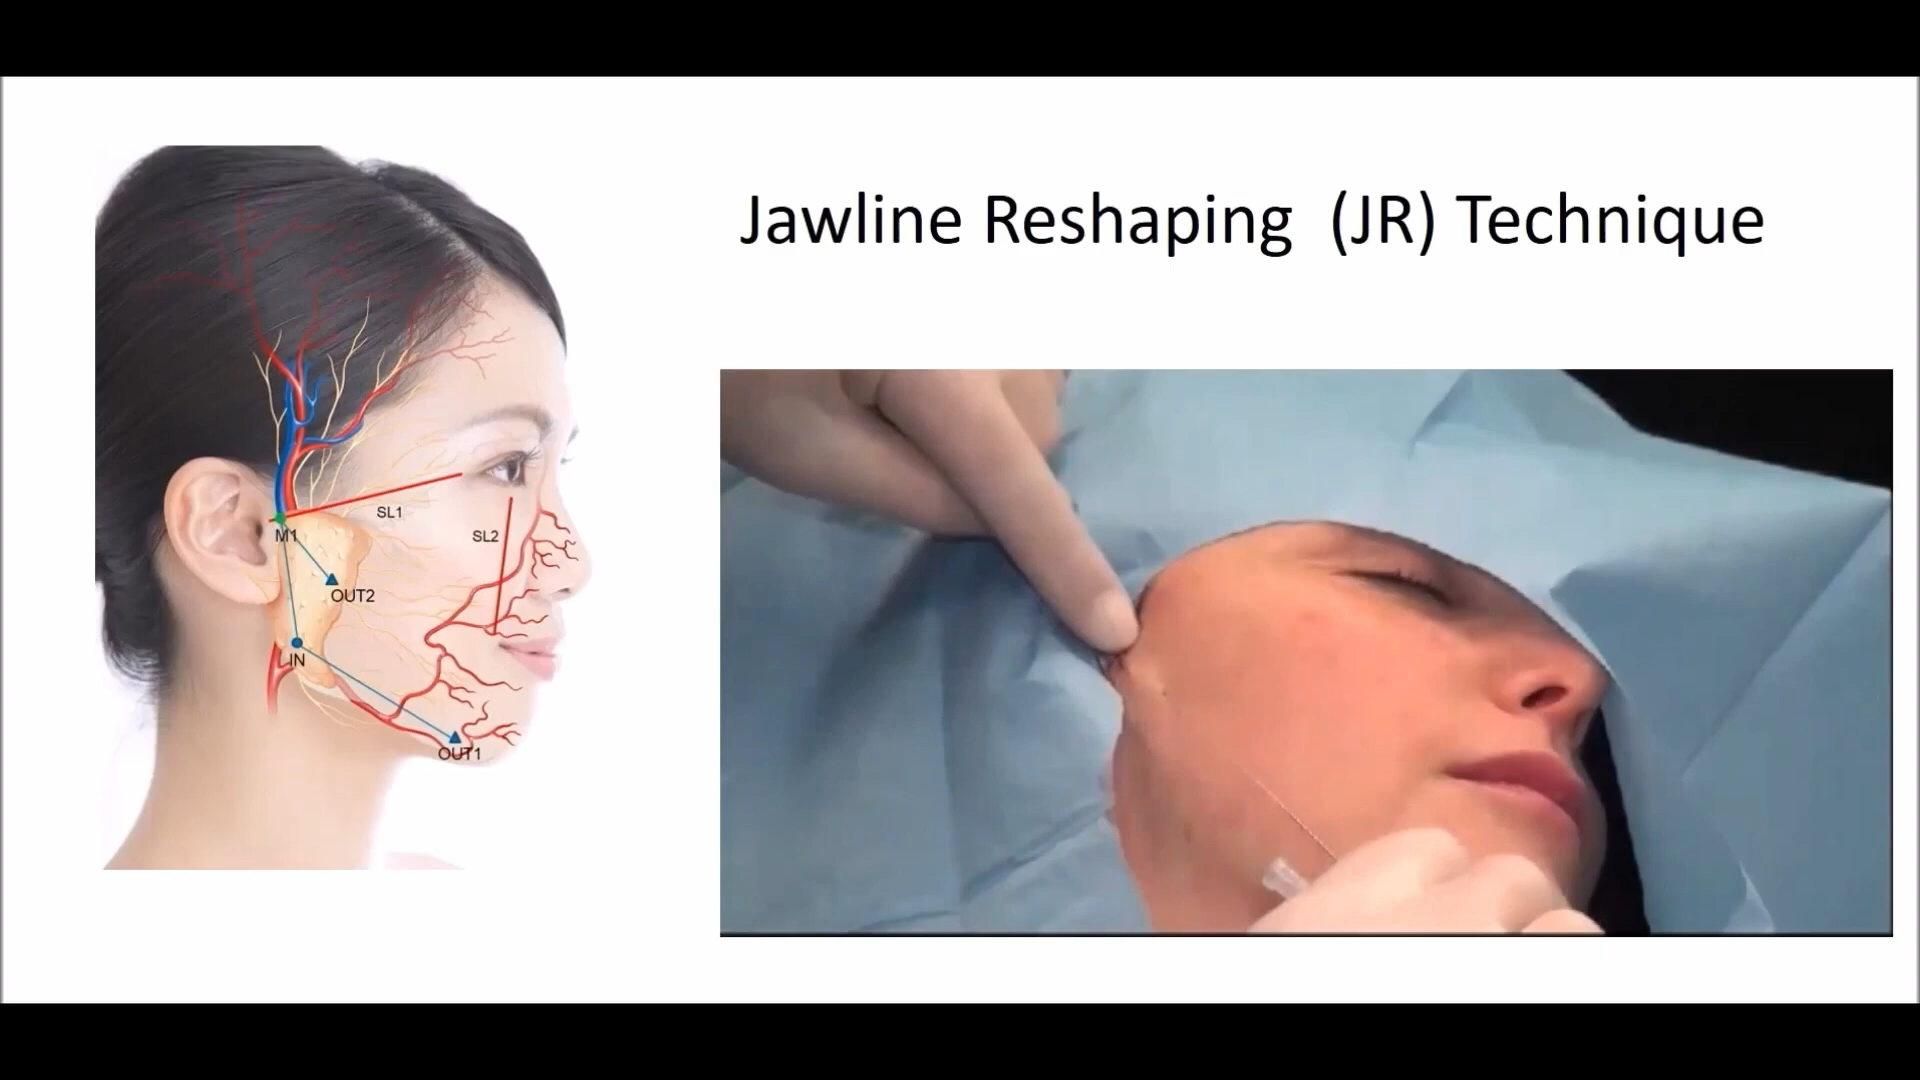 Jawline Reshaping (JR) Technique
SL1
M1
SL2
OUT2
IN
OUT1